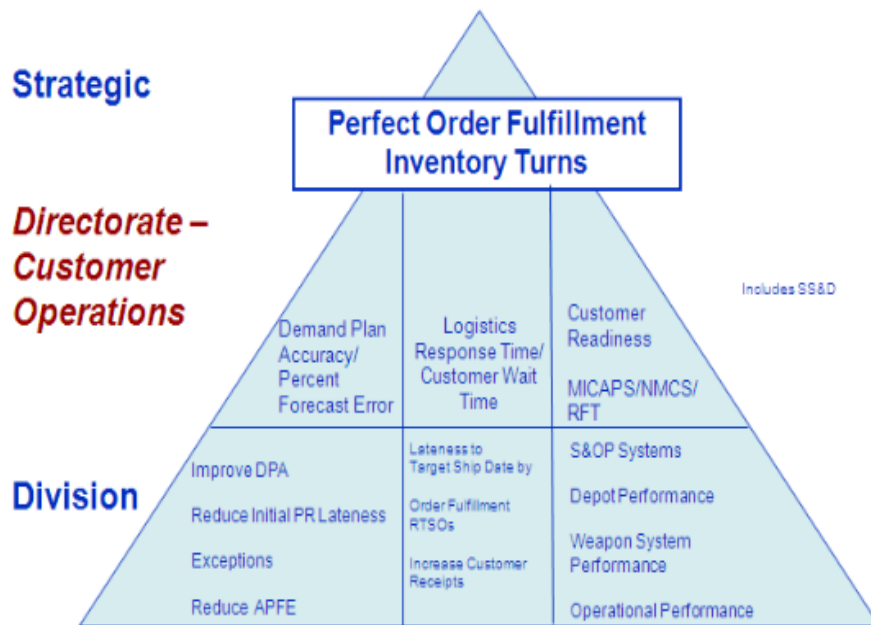 Strategic
Perfect Order Fulfillment
Inventory Turns
Directorate –
Customer
Operations
Includes SS&D
Demand Plan
Accuracy/
Percent
Forecast Error
Logistics
Response Time/
Customer Wait
Time
Customer
Readiness
MICAPS/NMCS/
RFT
Division
Improve DPA
Reduce Initial PR Lateness
Exceptions
Reduce APFE
Lateness to
Target Ship Date by
Order Fulfillment
RTSOs
Increase Customer
Receipts
S&OP Systems
Depot Performance
Weapon System
Performance
Operational Performance